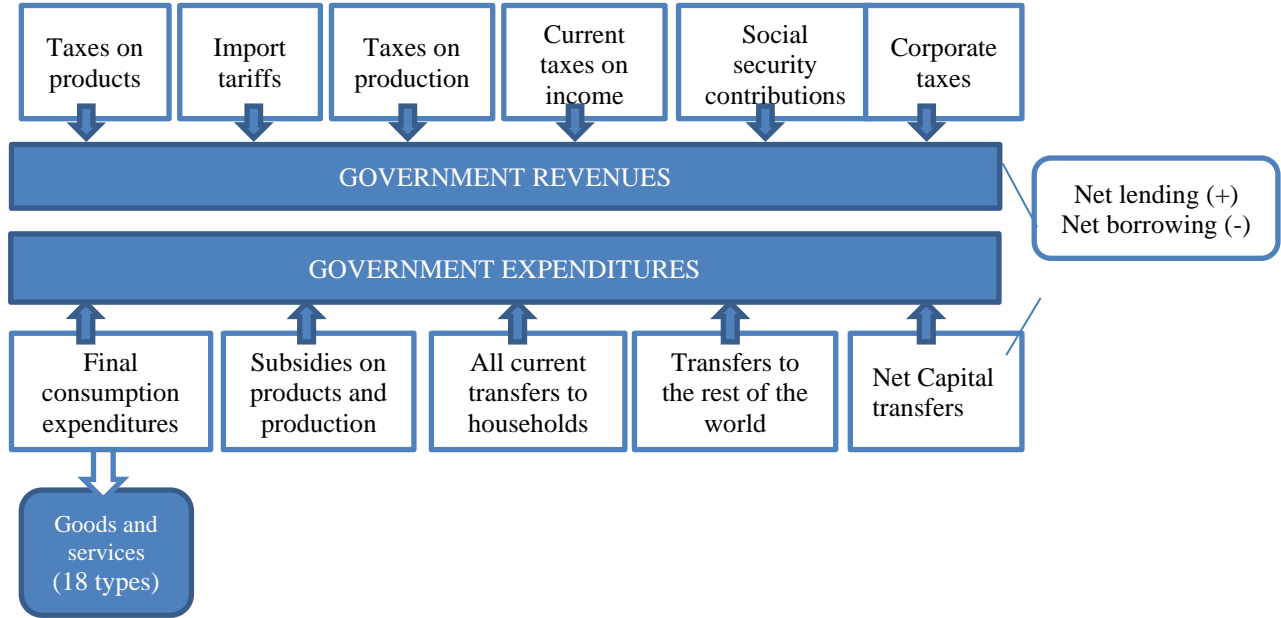 Taxes on
products
Import
tariffs
Taxes on
production
Current
taxes on
income
Social
security
contributions
Corporate
taxes
GOVERNMENT REVENUES
Net lending (+)
Net borrowing (-)
GOVERNMENT EXPENDITURES
Final
consumption
expenditures
Subsidies on
products and
production
All current
transfers to
households
Transfers to
the rest of the
world
Net Capital
transfers
Goods and
services
(18 types)